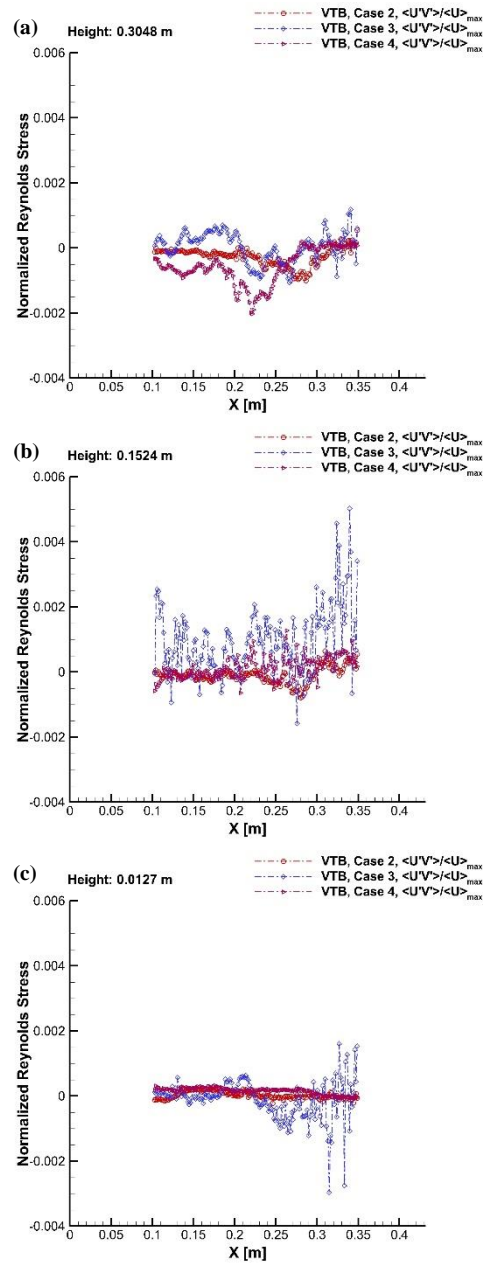 (a)
Height: 0.3048 m
VTB, Case 2, <U'V'>/<U>max
VTB, Case 3, <U'V'>/<U>max
VTB, Case 4, <U'V'>/<U>max
0.006
0.004
0.002
0
-0.002
-0.004
Normalized Reynolds Stress
0 0.05 0.1 0.15 0.2 0.25 0.3 0.35 0.4
X [m]
(b)
Height: 0.1524 m
VTB, Case 2, <U'V'>/<U>max
VTB, Case 3, <U'V'>/<U>max
VTB, Case 4, <U'V'>/<U>max
0.006
0.004
0.002
0
-0.002
-0.004
Normalized Reynolds Stress
0 0.05 0.1 0.15 0.2 0.25 0.3 0.35 0.4
X [m]
(c)
Height: 0.0127 m
VTB, Case 2, <U'V'>/<U>max
VTB, Case 3, <U'V'>/<U>max
VTB, Case 4, <U'V'>/<U>max
0.006
0.004
0.002
0
-0.002
-0.004
Normalized Reynolds Stress
0 0.05 0.1 0.15 0.2 0.25 0.3 0.35 0.4
X [m]